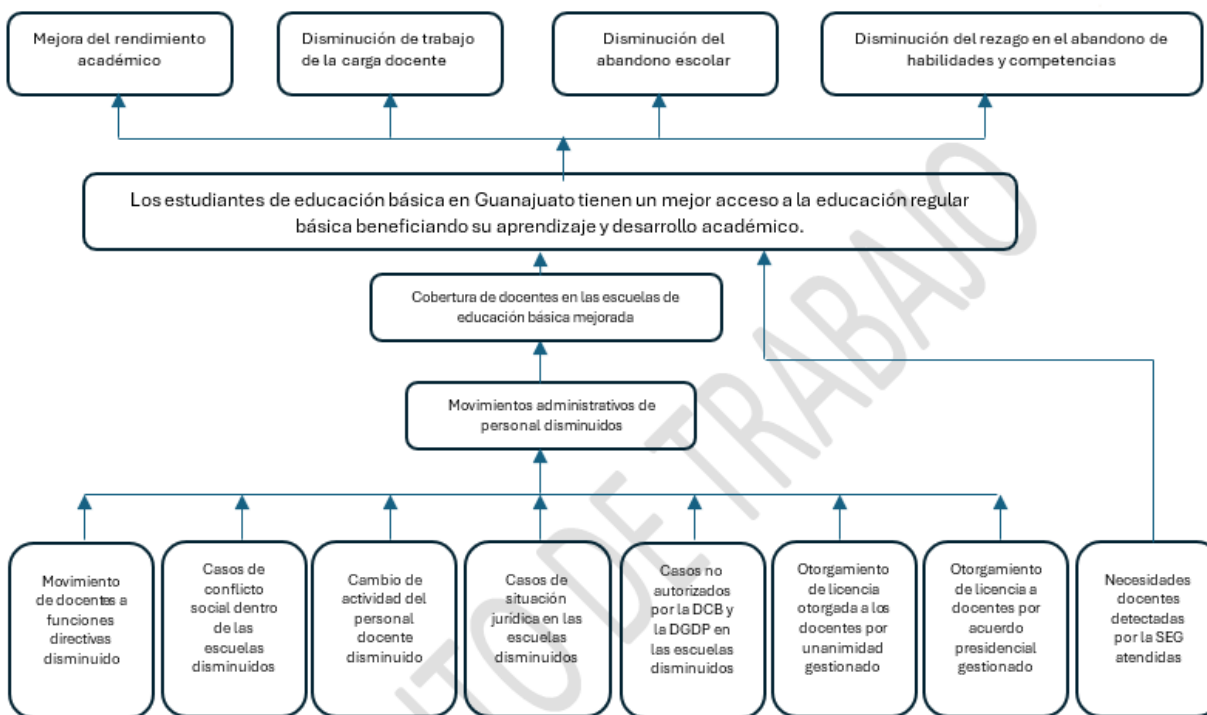 Mejora del rendimiento
académico
Disminución de trabajo
de la carga docente
Disminución del
abandono escolar
Disminución del rezago en el abandono de
habilidades y competencias
Los estudiantes de educación básica en Guanajuato tienen un mejor acceso a la educación regular
básica beneficiando su aprendizaje y desarrollo académico.
Cobertura de docentes en las escuelas de
educación básica mejorada
Movimientos administrativos de
personal disminuidos
Movimiento
de docentes a
funciones
directivas
disminuido
Casos de
conflicto
social dentro
de las
escuelas
disminuidos
Cambio de
actividad del
personal
docente
disminuido
Casos de
situación
jurídica en las
escuelas
disminuidos
Casos no
autorizados
por la DCB y
la DGDP en
las escuelas
disminuidos
Otorgamiento
de licencia
otorgada a los
docentes por
unanimidad
gestionado
Otorgamiento
de licencia a
docentes por
acuerdo
presidencial
gestionado
Necesidades
docentes
detectadas
por la SEG
atendidas
NTO DE TRABAJO